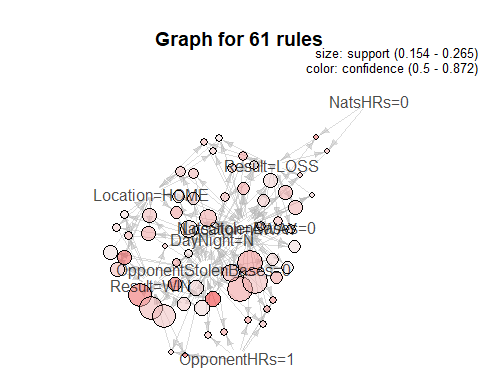 Graph for 61 rules
size: support (0.154 - 0.265)
color: confidence (0.5 - 0.872)
NatsHRs=0
Result=LOSS
Location=HOME
DayNight=N
OpponentStolenBases=0
Result=WIN
OpponentHRs=1